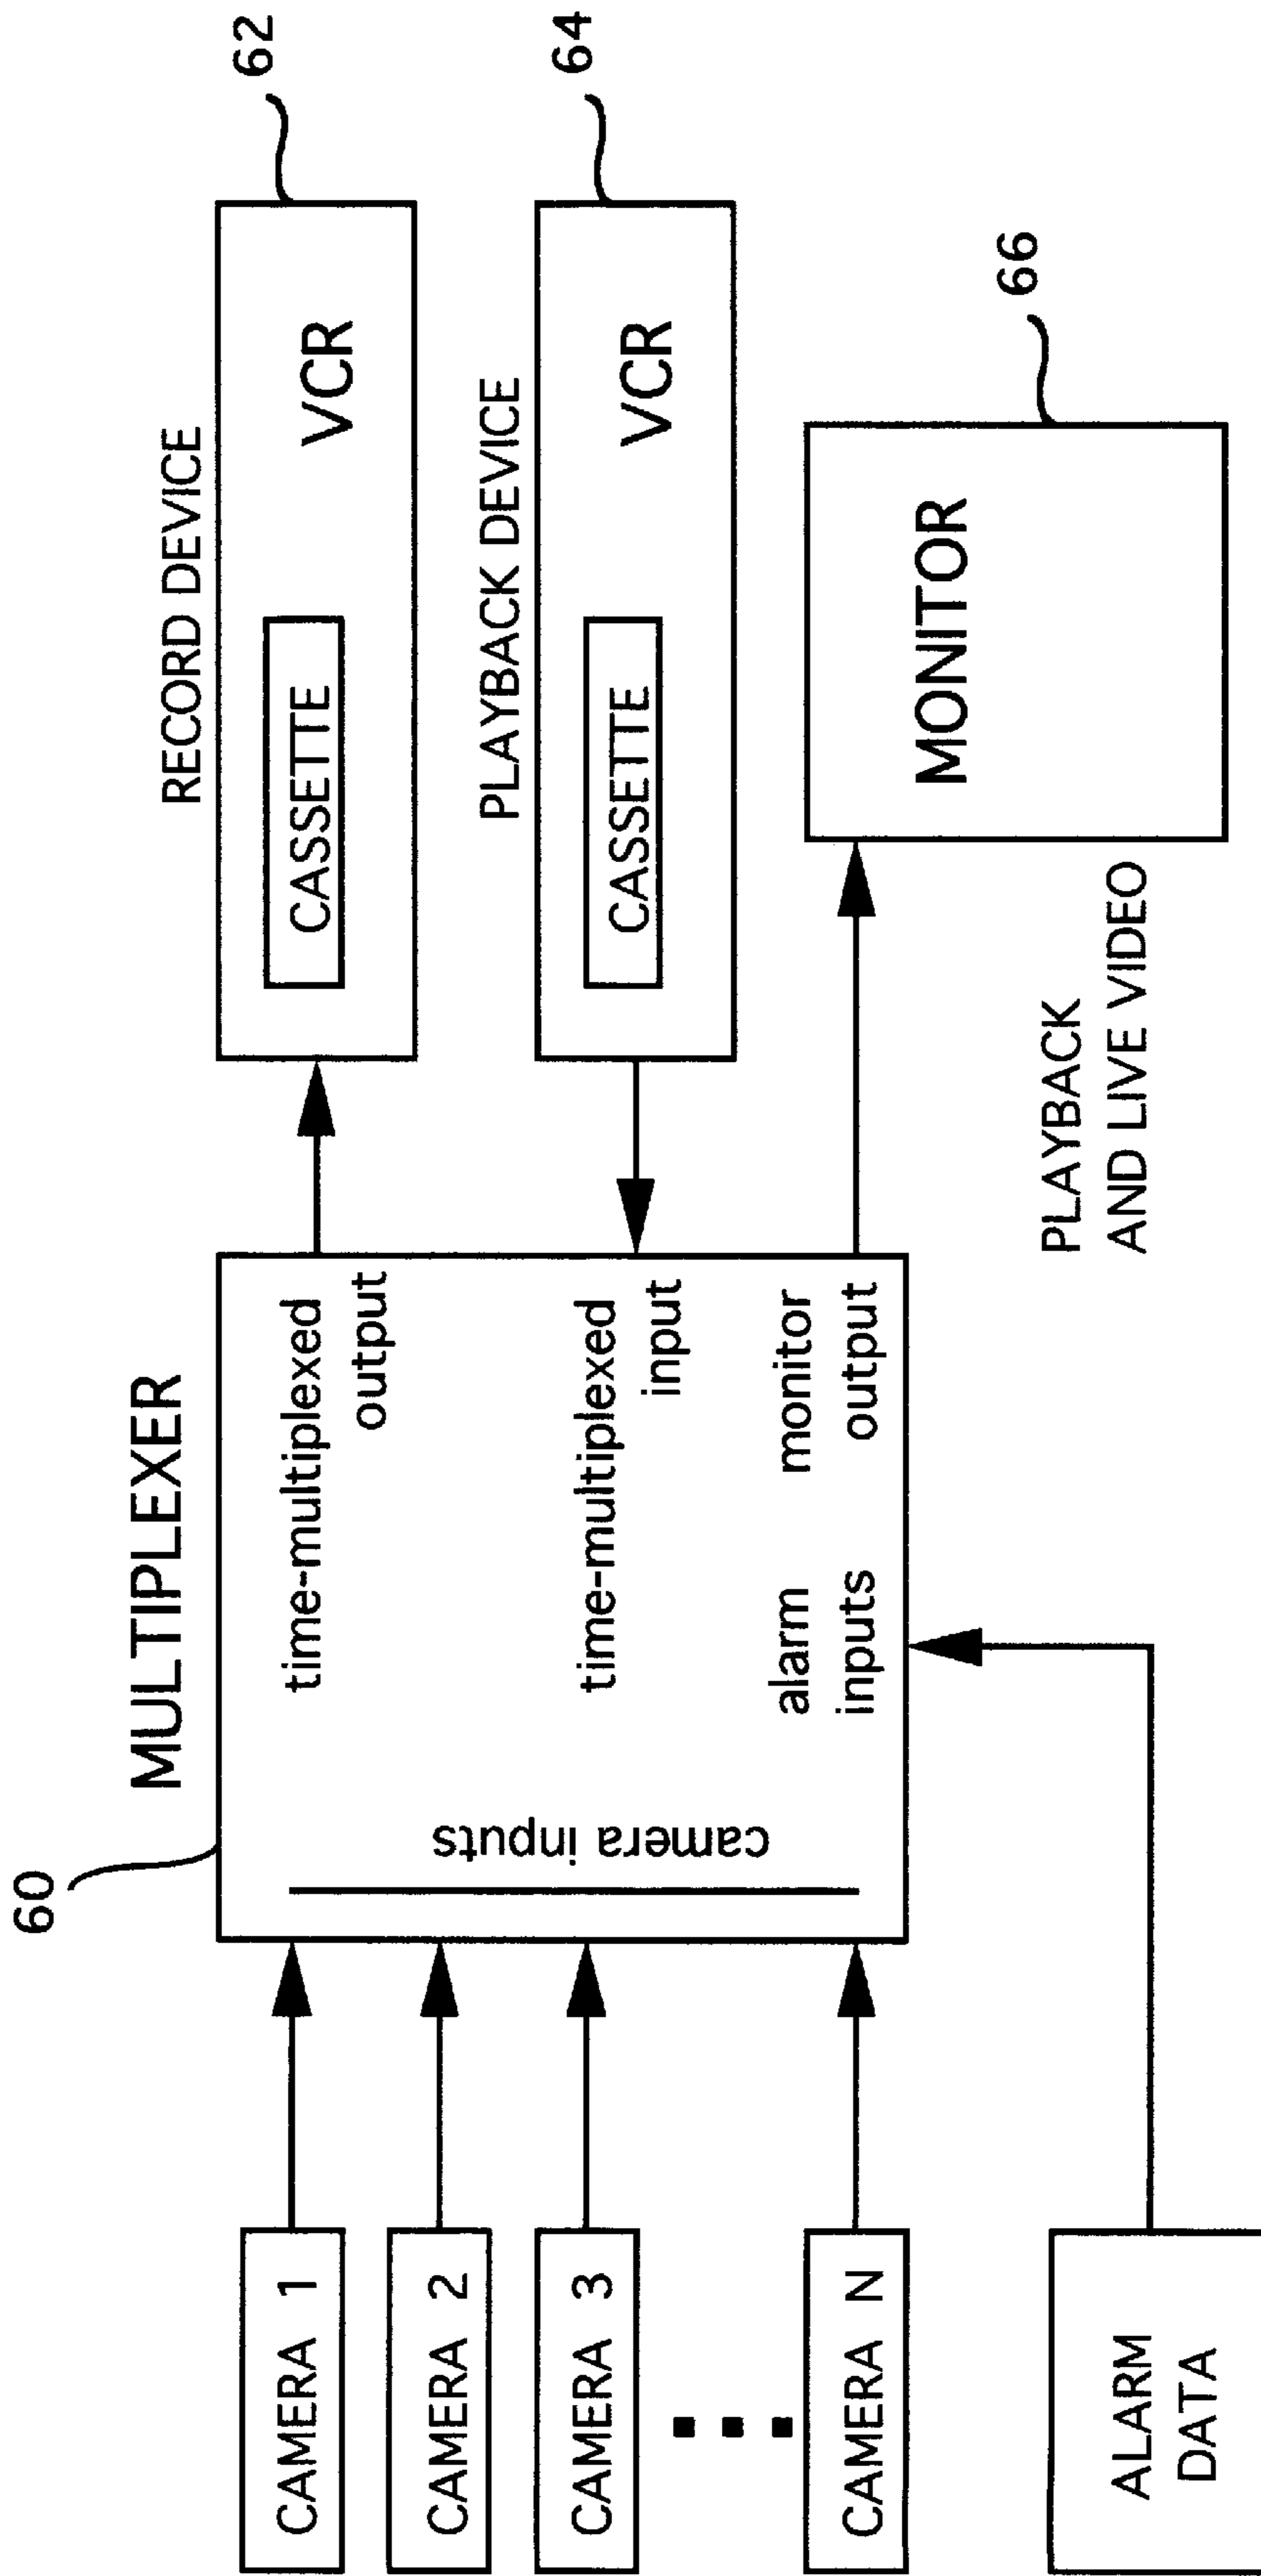 MULTIPLEXER
60
CAMERA 1
CAMERA 2
CAMERA 3
CAMERA N
ALARM
DATA
camera inputs
time-multiplexed
output
time-multiplexed
input
alarm
inputs
monitor
output
RECORD DEVICE
CASSETTE
VCR
62
PLAYBACK DEVICE
CASSETTE
VCR
64
MONITOR
66
PLAYBACK
AND LIVE VIDEO